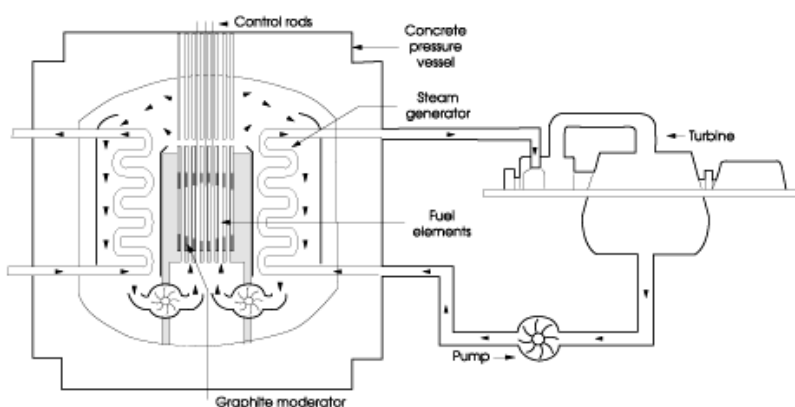 Control rods
Concrete
pressure
vessel
Steam
generator
Turbine
Fuel
elements
Pump
Graphite moderator